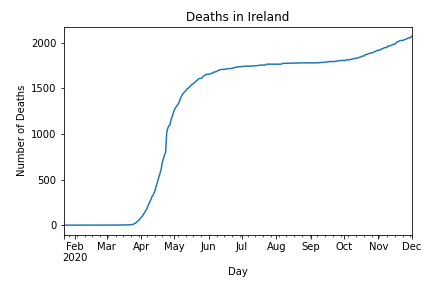 Deaths in Ireland
Number of Deaths
2000
1500
1000
500
0
Feb Mar Apr May Jun Jul Aug Sep Oct Nov Dec
2020
Day